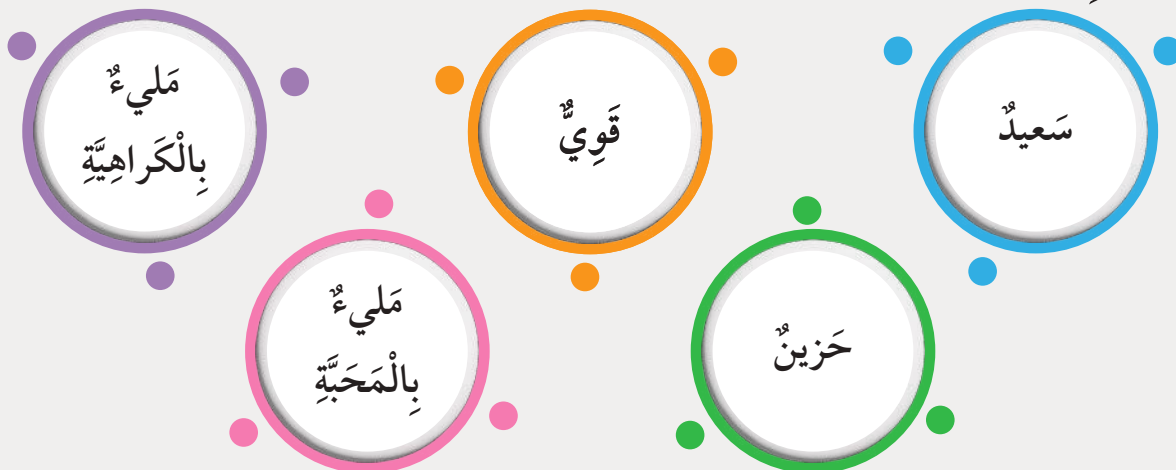 سَعيدٌ
قَوِيٌّ
مَليءٌ
بِالْكَراهِيَّةِ
حَزينٌ
مَليءٌ
بِالْمَحَبَّةِ